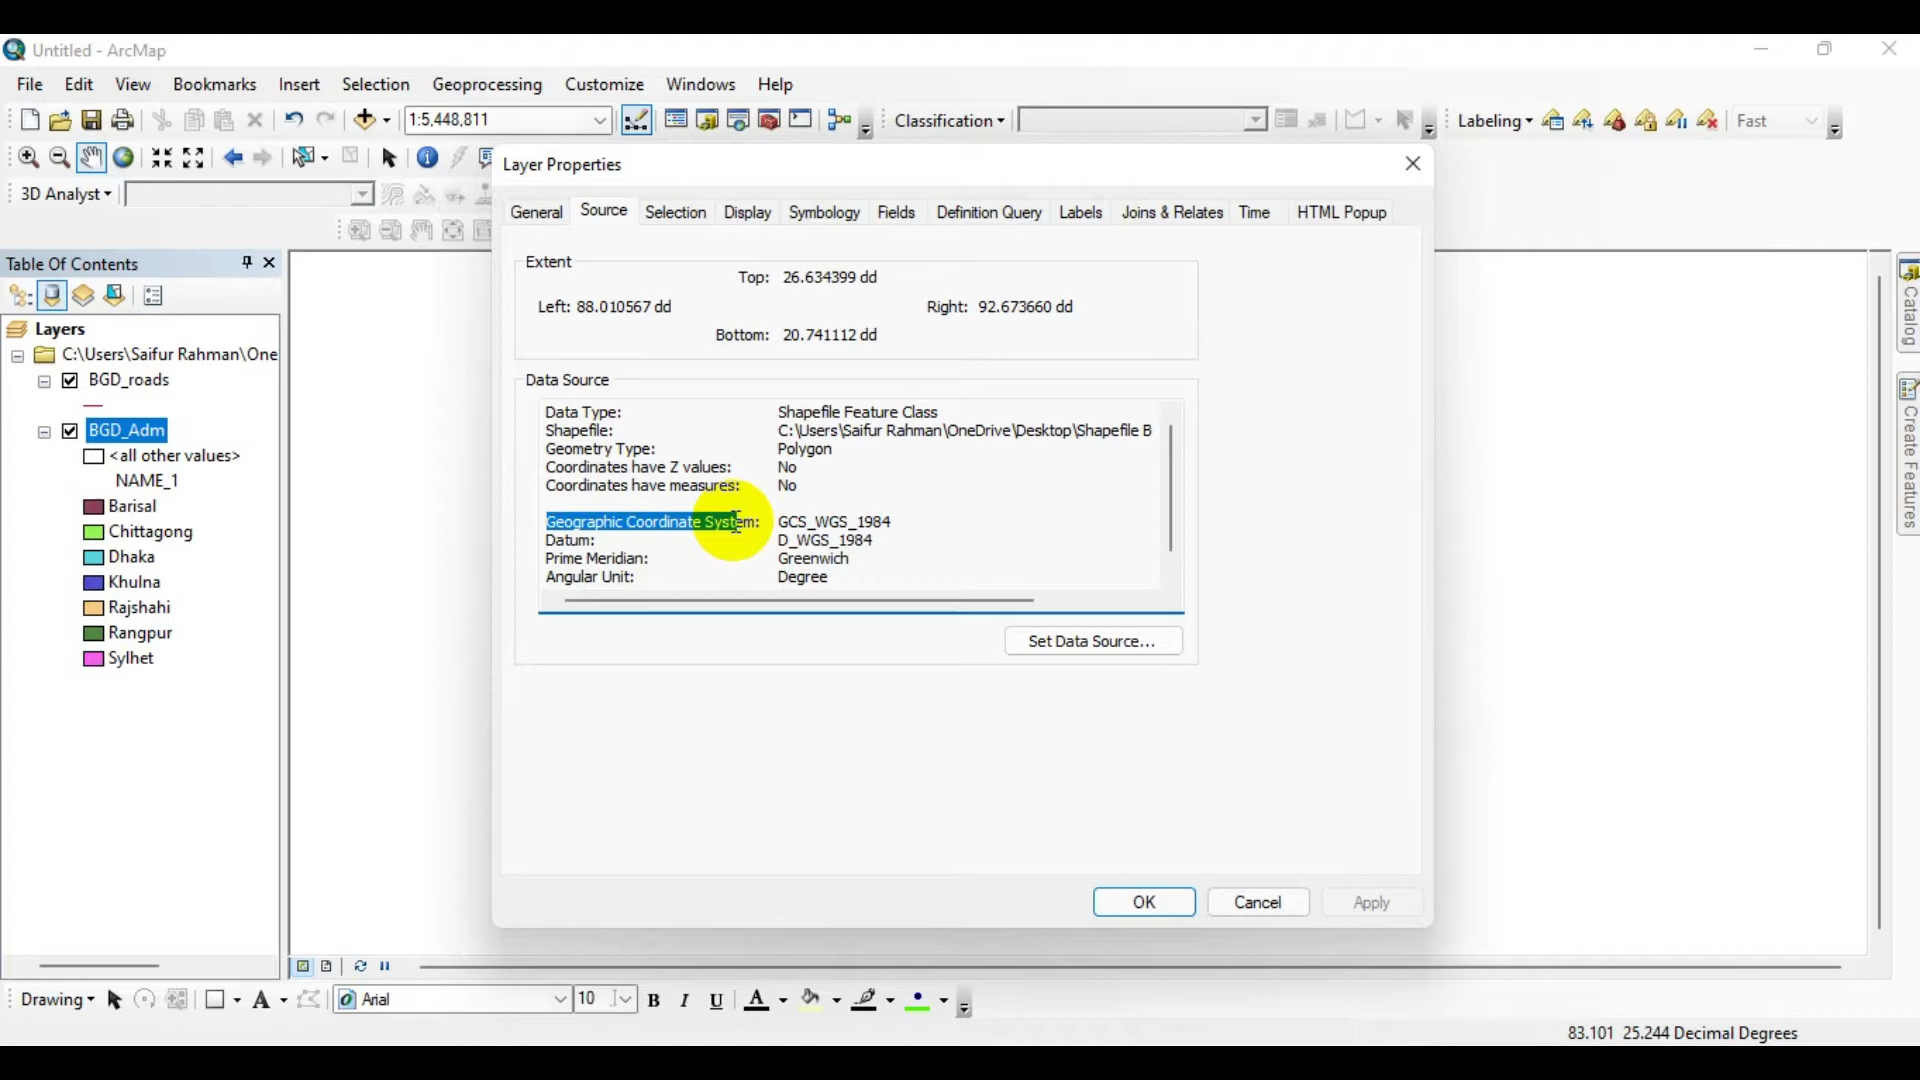 Untitled - ArcMap
File Edit View Bookmarks Insert Selection Geoprocessing Customize Windows Help
1:5,448,811 Classification Labeling Fast
3D Analyst
Layer Properties
General Source Selection Display Symbology Fields Definition Query Labels Joins & Relates Time HTML Popup
Table Of Contents
Layers
C:\Users\Saifur Rahman\One
BGD_roads
BGD_Adm
<all other values>
NAME_1
Barisal
Chittagong
Dhaka
Khulna
Rajshahi
Rangpur
Sylhet
Extent
Top: 26.634399 dd
Left: 88.010567 dd Right: 92.673660 dd
Bottom: 20.741112 dd
Data Source
Data Type: Shapefile Feature Class
Shapefile: C:\Users\Saifur Rahman\OneDrive\Desktop\Shapefile B
Geometry Type: Polygon
Coordinates have Z values: No
Coordinates have measures: No
Geographic Coordinate System: GCS_WGS_1984
Datum: D_WGS_1984
Prime Meridian: Greenwich
Angular Unit: Degree
Set Data Source...
OK Cancel Apply
Catalog
Create Features
Drawing A Arial 10 B I U A
83.101 25.244 Decimal Degrees